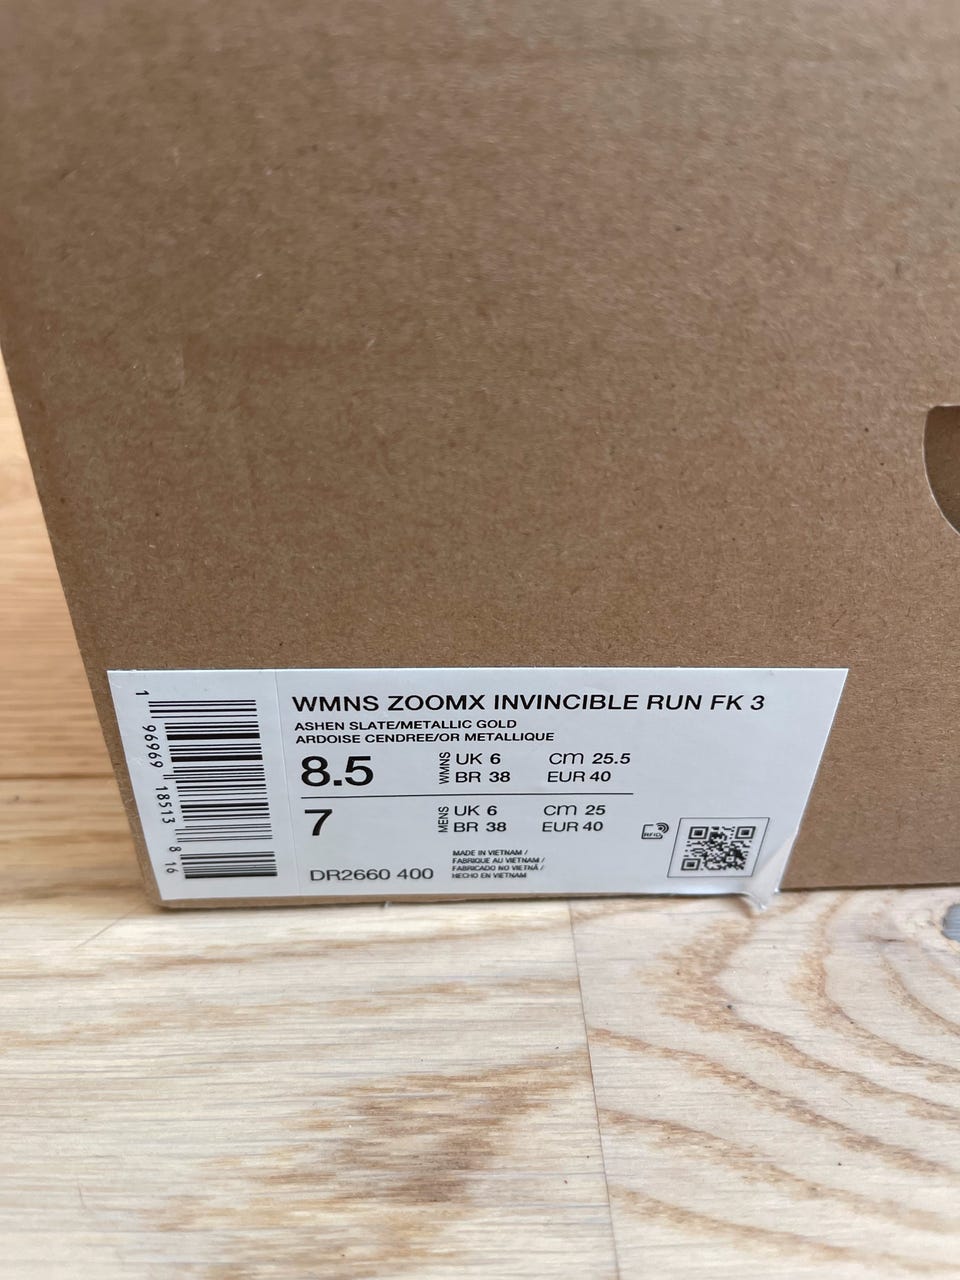 WMNS ZOOMX INVINCIBLE RUN FK 3
ASHEN SLATE/METALLIC GOLD
ARDOISE CENDREE/OR METALLIQUE
8.5 WMNS UK 6 CM 25.5
BR 38 EUR 40
7 MENS UK 6 CM 25
BR 38 EUR 40
RFID
DR2660 400
MADE IN VIETNAM /
FABRIQUE AU VIETNAM /
FABRICADO NO VIETNÃ /
HECHO EN VIETNAM
1 96969 18513 8 16